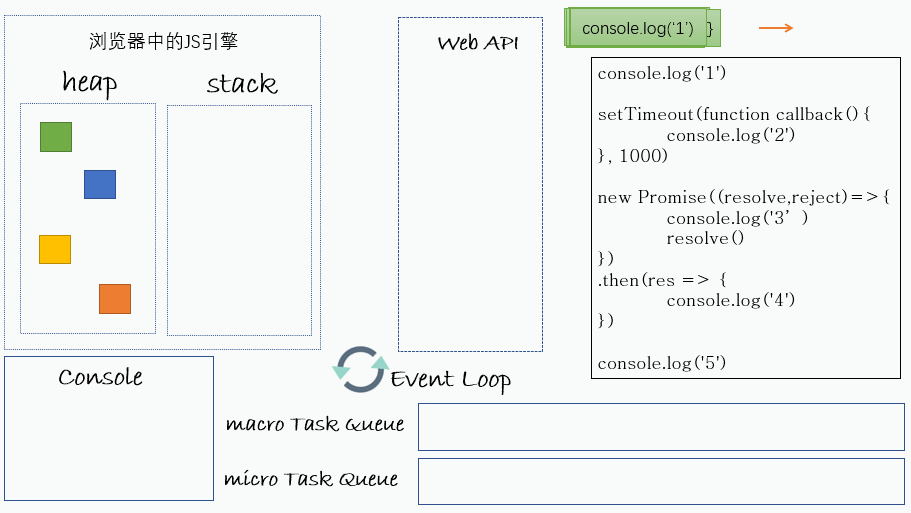 浏览器中的JS引擎
heap
stack
Web API
console.log(‘1’) }
console.log('1')
setTimeout(function callback(){
console.log('2')
}, 1000)
new Promise((resolve,reject)=>{
console.log('3’)
resolve()
})
.then(res => {
console.log('4')
})
console.log('5')
Console
Event Loop
macro Task Queue
micro Task Queue